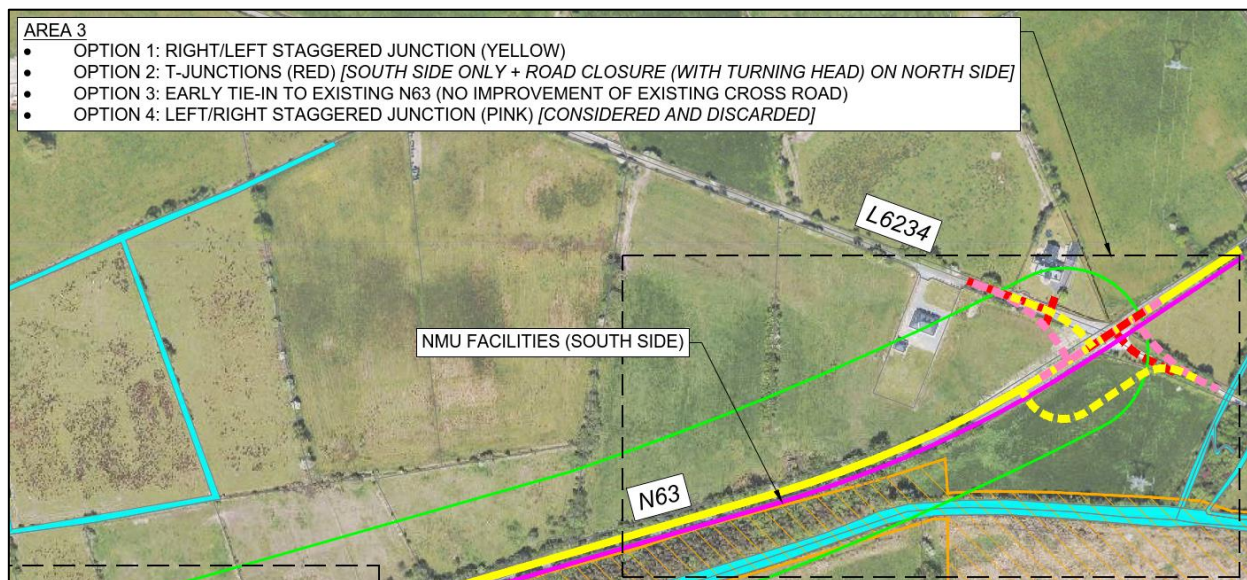 AREA 3
• OPTION 1: RIGHT/LEFT STAGGERED JUNCTION (YELLOW)
• OPTION 2: T-JUNCTIONS (RED) [SOUTH SIDE ONLY + ROAD CLOSURE (WITH TURNING HEAD) ON NORTH SIDE]
• OPTION 3: EARLY TIE-IN TO EXISTING N63 (NO IMPROVEMENT OF EXISTING CROSS ROAD)
• OPTION 4: LEFT/RIGHT STAGGERED JUNCTION (PINK) [CONSIDERED AND DISCARDED]
L6234
NMU FACILITIES (SOUTH SIDE)
N63